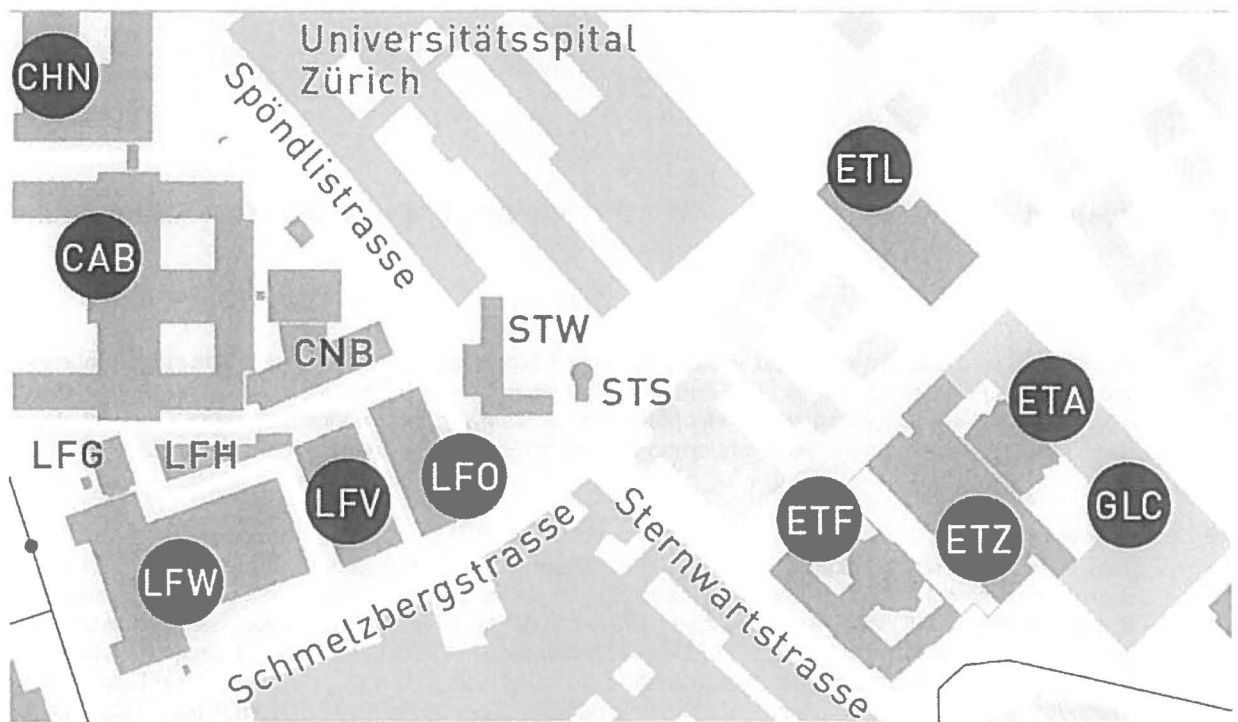 Universitätsspital
Zürich
CHN
Spöndlistrasse
ETL
CAB
STW
CNB
STS
ETA
LFG
LFH
LFO
LFV
GLC
ETF
ETZ
LFW
Schmelzbergstrasse
Sternwartstrasse